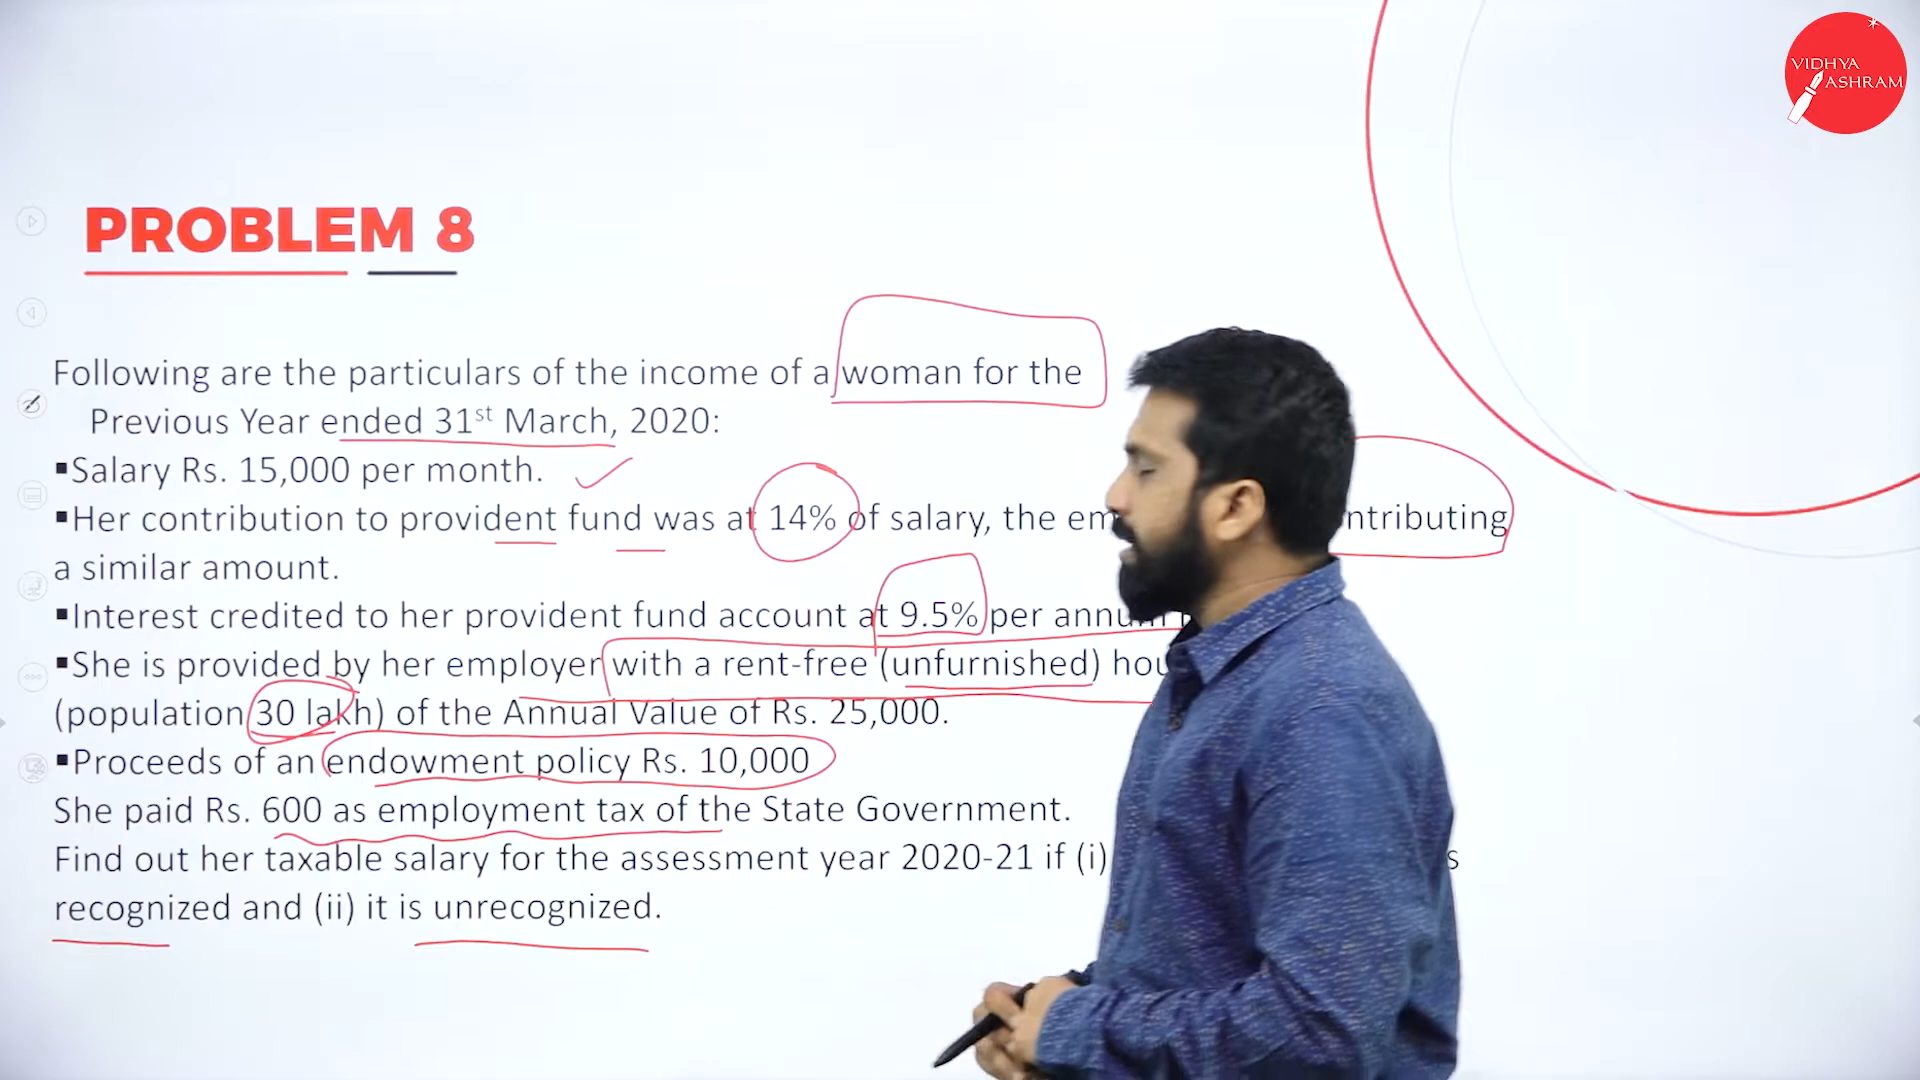 VIDHYA
ASHRAM
PROBLEM 8
Following are the particulars of the income of a woman for the
Previous Year ended 31st March, 2020:
▪Salary Rs. 15,000 per month.
▪Her contribution to provident fund was at 14% of salary, the
a similar amount.
▪Interest credited to her provident fund account at 9.5% per annum
▪She is provided by her employer with a rent-free (unfurnished)
(population 30 lakh) of the Annual Value of Rs. 25,000.
▪Proceeds of an endowment policy Rs. 10,000
She paid Rs. 600 as employment tax of the State Government.
Find out her taxable salary for the assessment year 2020-21 if (i)
recognized and (ii) it is unrecognized.